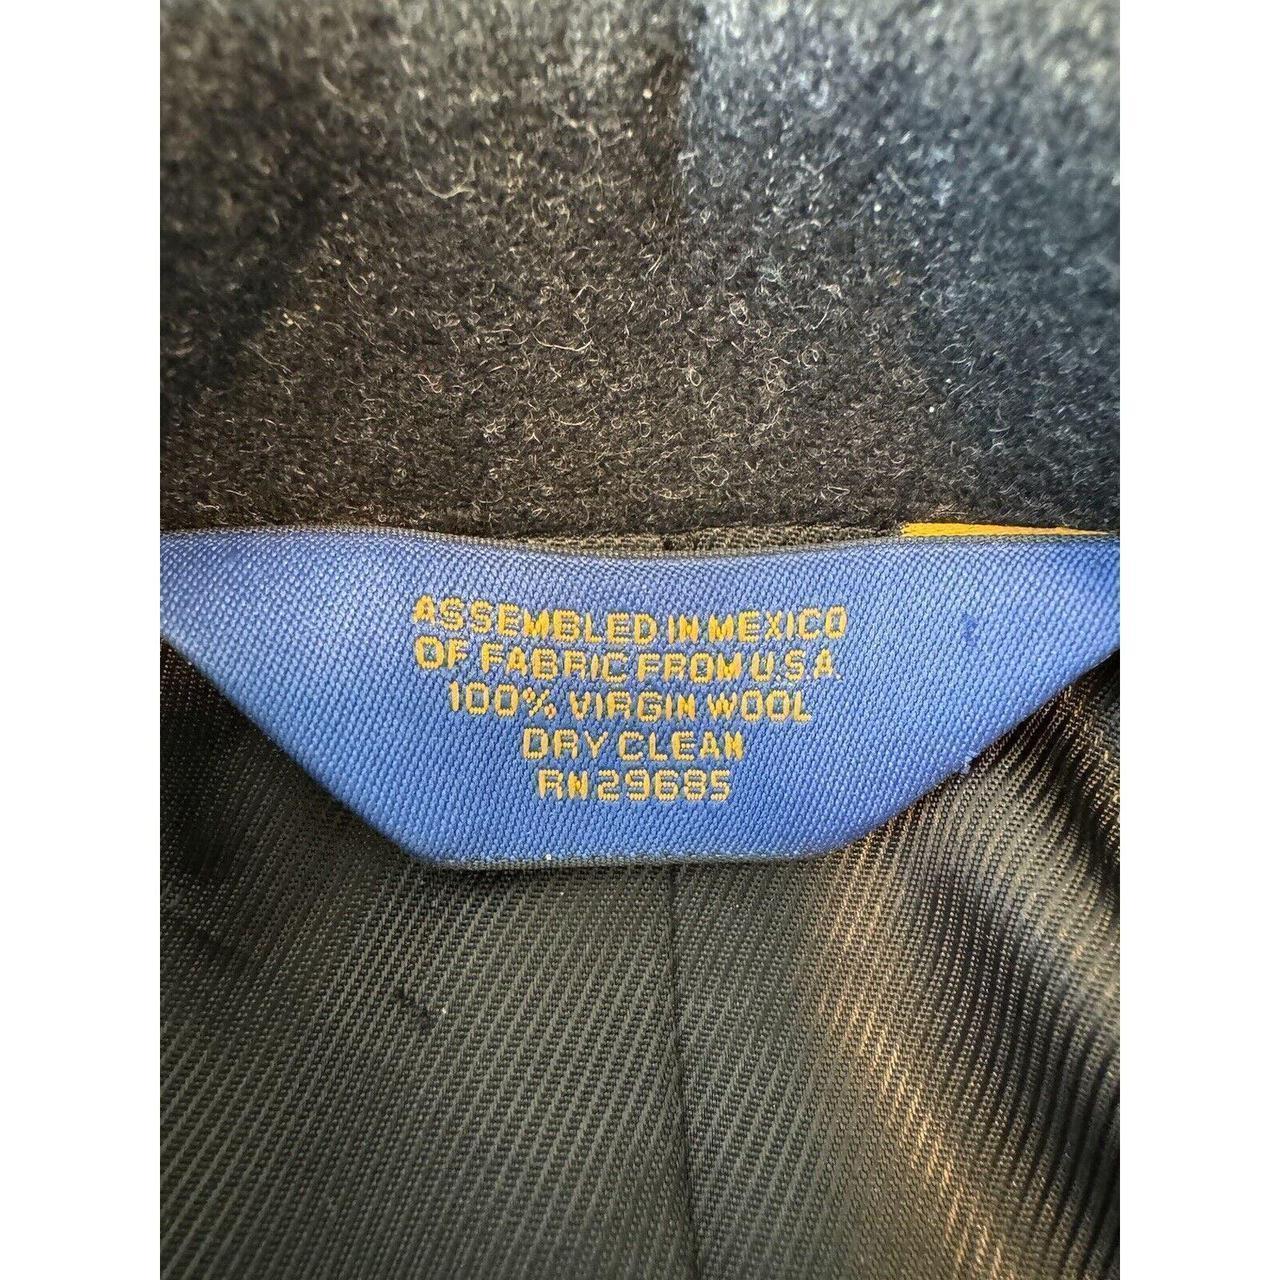 ASSEMBLED IN MEXICO
OF FABRIC FROM U.S.A.
100% VIRGIN WOOL
DRY CLEAN
RN 29685